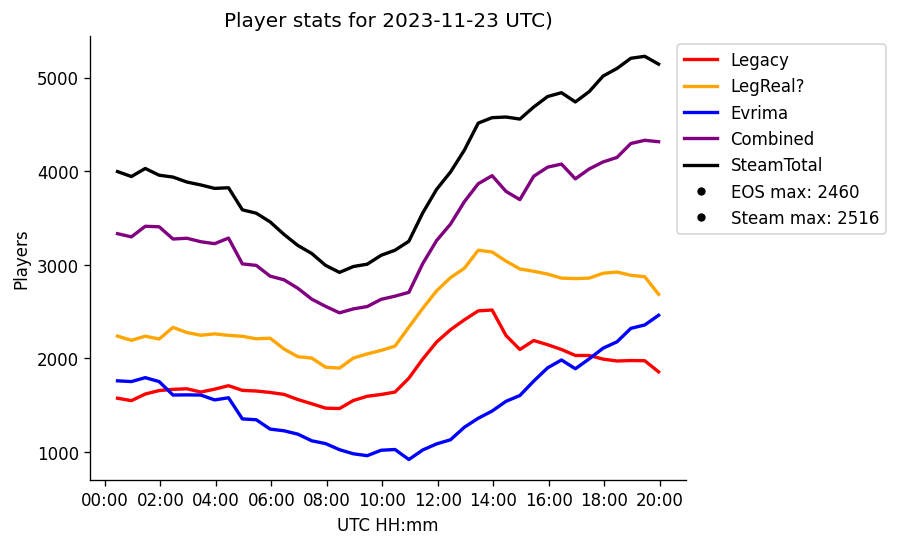 Player stats for 2023-11-23 UTC)
Legacy
LegReal?
Evrima
Combined
SteamTotal
EOS max: 2460
Steam max: 2516
Players
5000
4000
3000
2000
1000
00:00 02:00 04:00 06:00 08:00 10:00 12:00 14:00 16:00 18:00 20:00
UTC HH:mm